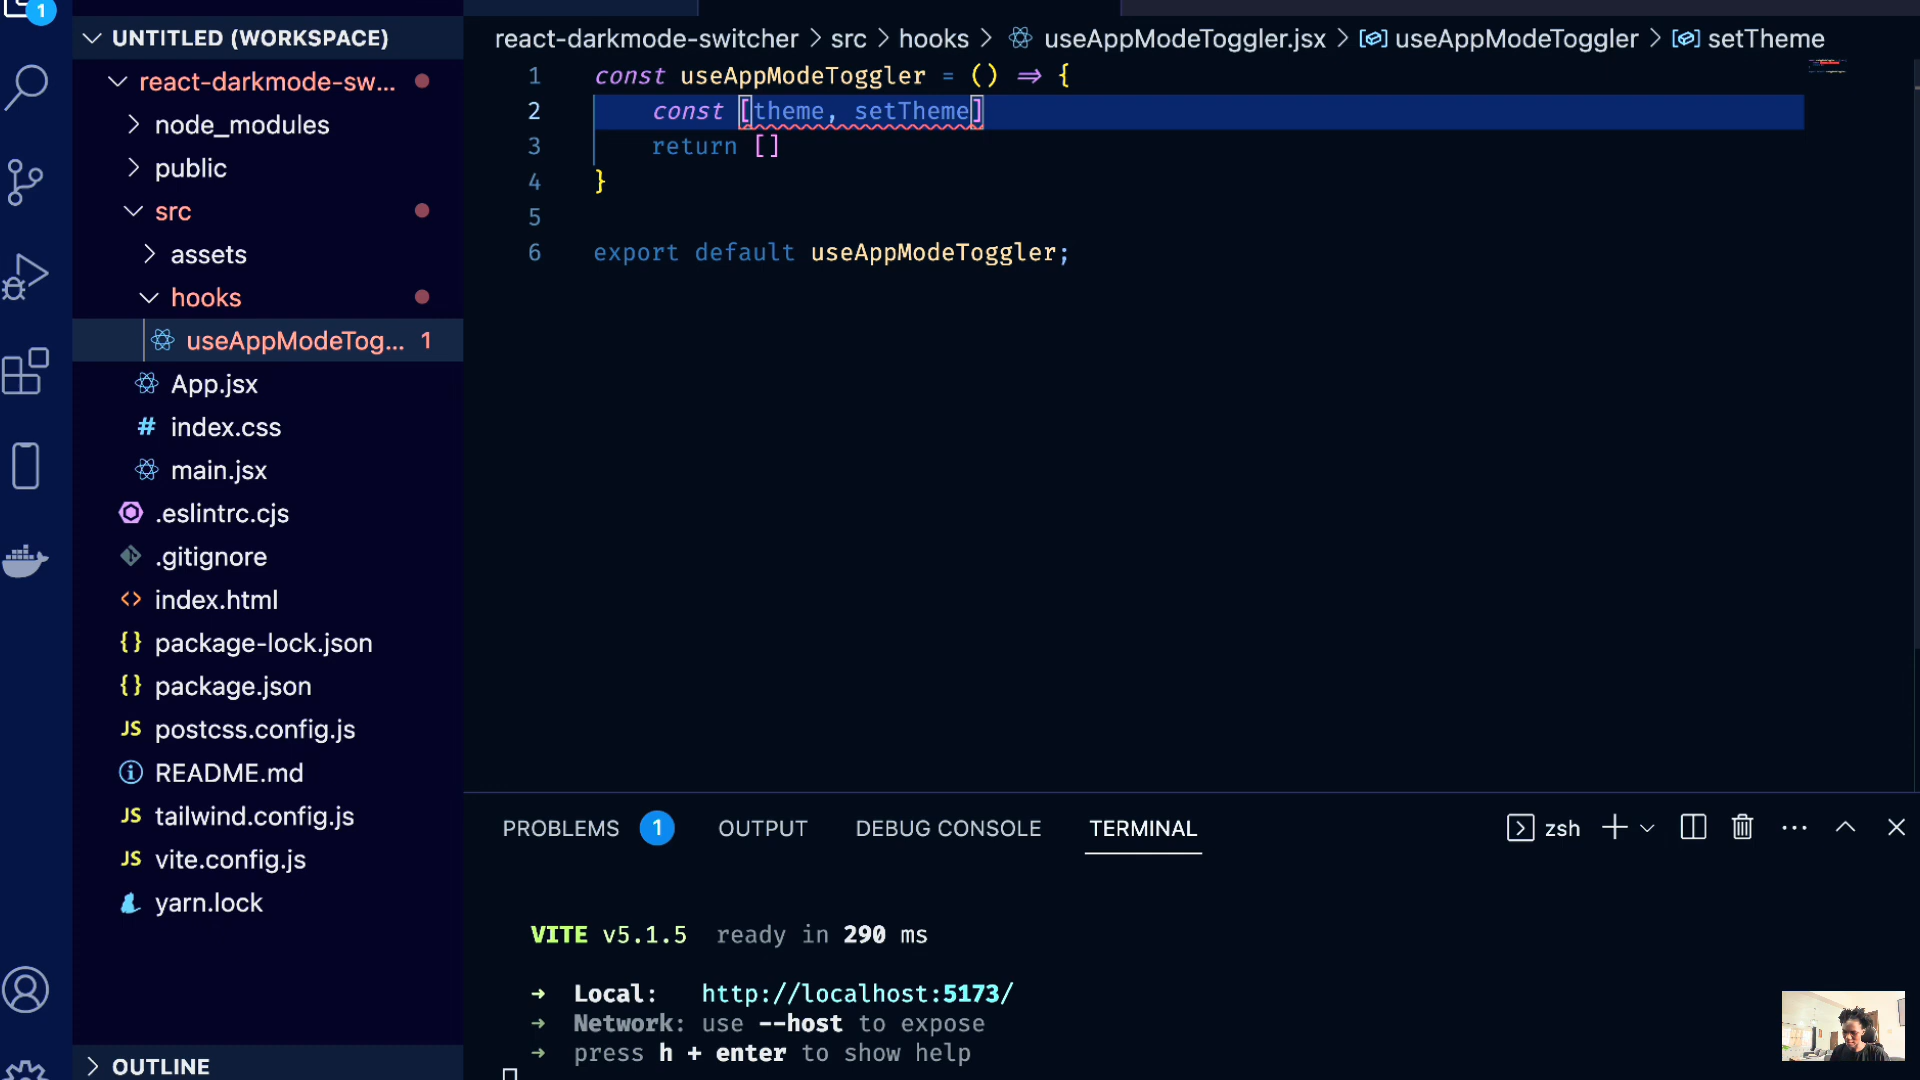 1
UNTITLED (WORKSPACE)
react-darkmode-sw...
node_modules
public
src
assets
hooks
useAppModeTog... 1
App.jsx
# index.css
main.jsx
.eslintrc.cjs
.gitignore
<> index.html
{} package-lock.json
{} package.json
JS postcss.config.js
README.md
JS tailwind.config.js
JS vite.config.js
yarn.lock
OUTLINE
react-darkmode-switcher > src > hooks > useAppModeToggler.jsx > useAppModeToggler > setTheme
1 const useAppModeToggler = () => {
2 const [theme, setTheme]
3 return []
4 }
5
6 export default useAppModeToggler;
PROBLEMS 1 OUTPUT DEBUG CONSOLE TERMINAL zsh
VITE v5.1.5 ready in 290 ms
➜ Local: http://localhost:5173/
➜ Network: use --host to expose
➜ press h + enter to show help